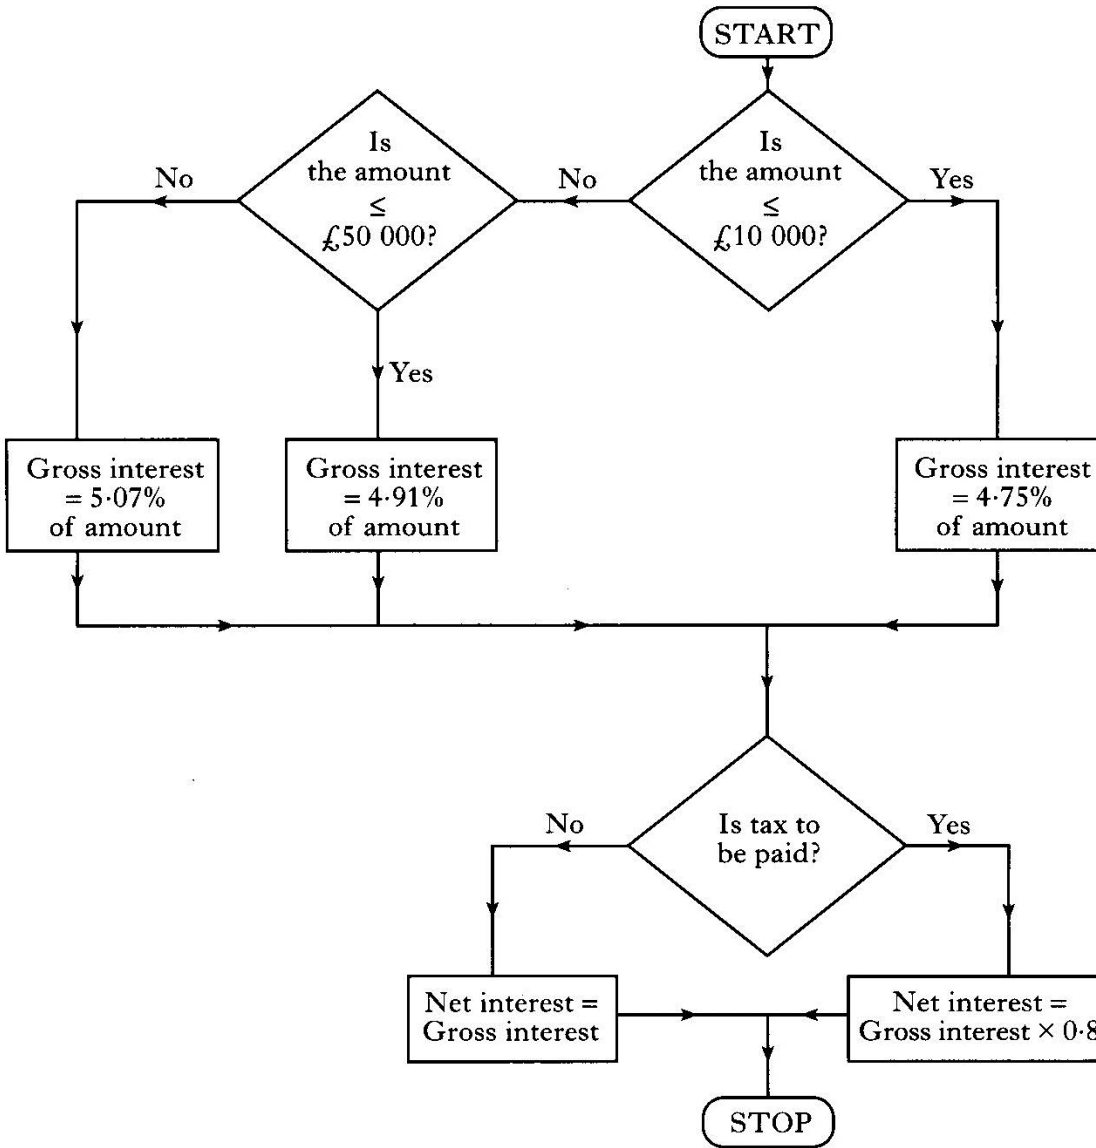 START
Is
the amount
≤
£10 000?
Yes
No
Is
the amount
≤
£50 000?
No
Yes
Gross interest
= 5·07%
of amount
Gross interest
= 4·91%
of amount
Gross interest
= 4·75%
of amount
Is tax to
be paid?
No
Yes
Net interest =
Gross interest
Net interest =
Gross interest × 0·8
STOP